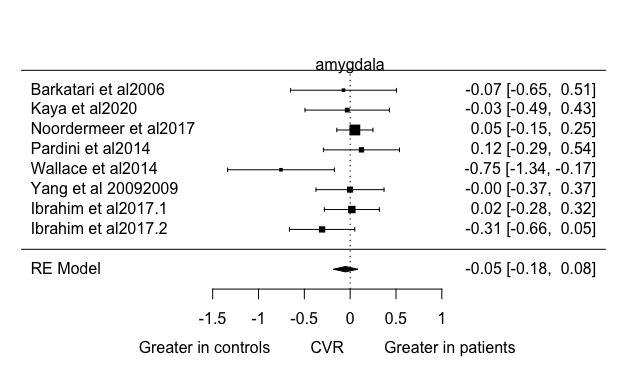 amygdala
Barkatari et al2006 -0.07 [-0.65, 0.51]
Kaya et al2020 -0.03 [-0.49, 0.43]
Noordermeer et al2017 0.05 [-0.15, 0.25]
Pardini et al2014 0.12 [-0.29, 0.54]
Wallace et al2014 -0.75 [-1.34, -0.17]
Yang et al 20092009 -0.00 [-0.37, 0.37]
Ibrahim et al2017.1 0.02 [-0.28, 0.32]
Ibrahim et al2017.2 -0.31 [-0.66, 0.05]
RE Model -0.05 [-0.18, 0.08]
-1.5 -1 -0.5 0 0.5 1
Greater in controls CVR Greater in patients